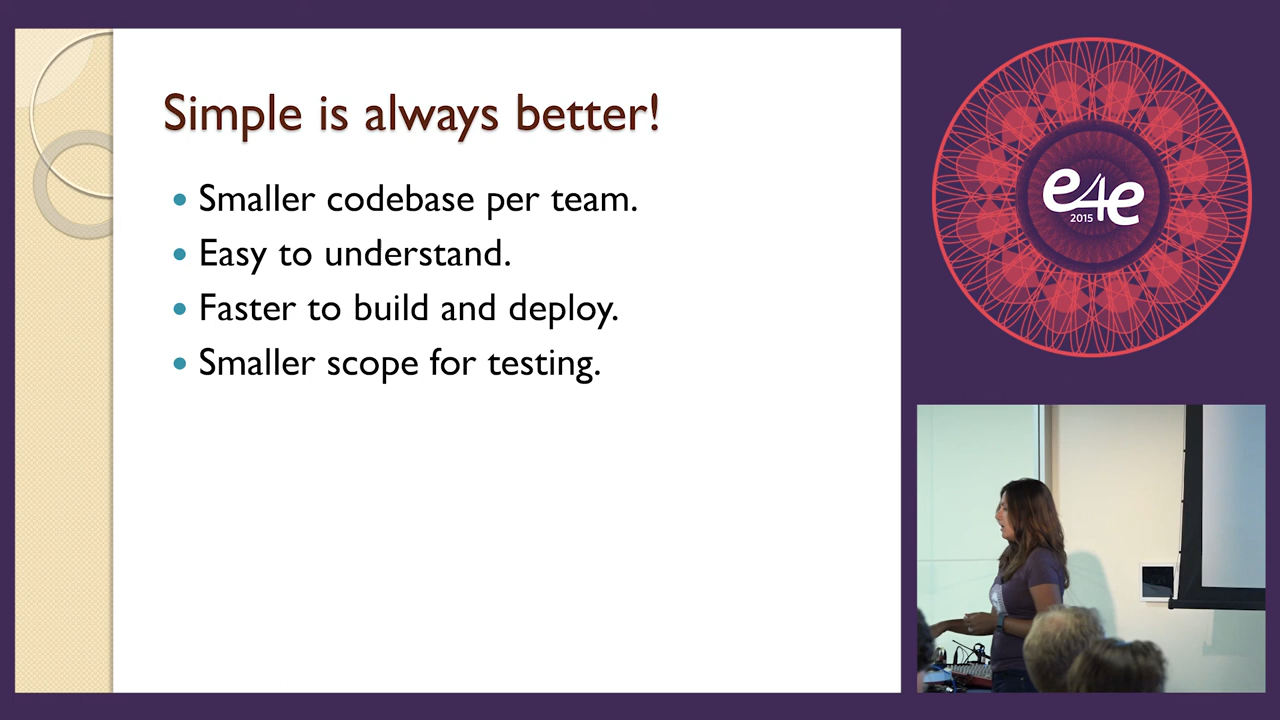 Simple is always better!
Smaller codebase per team.
Easy to understand.
Faster to build and deploy.
Smaller scope for testing.
e4e
2015